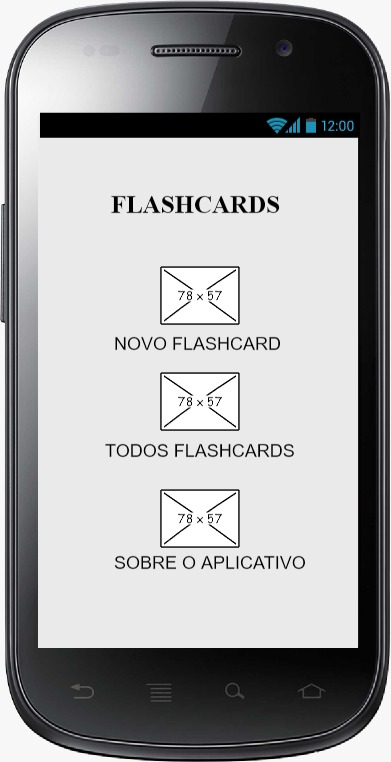 12:00
FLASHCARDS
78 x 57
NOVO FLASHCARD
78 x 57
TODOS FLASHCARDS
78 x 57
SOBRE O APLICATIVO